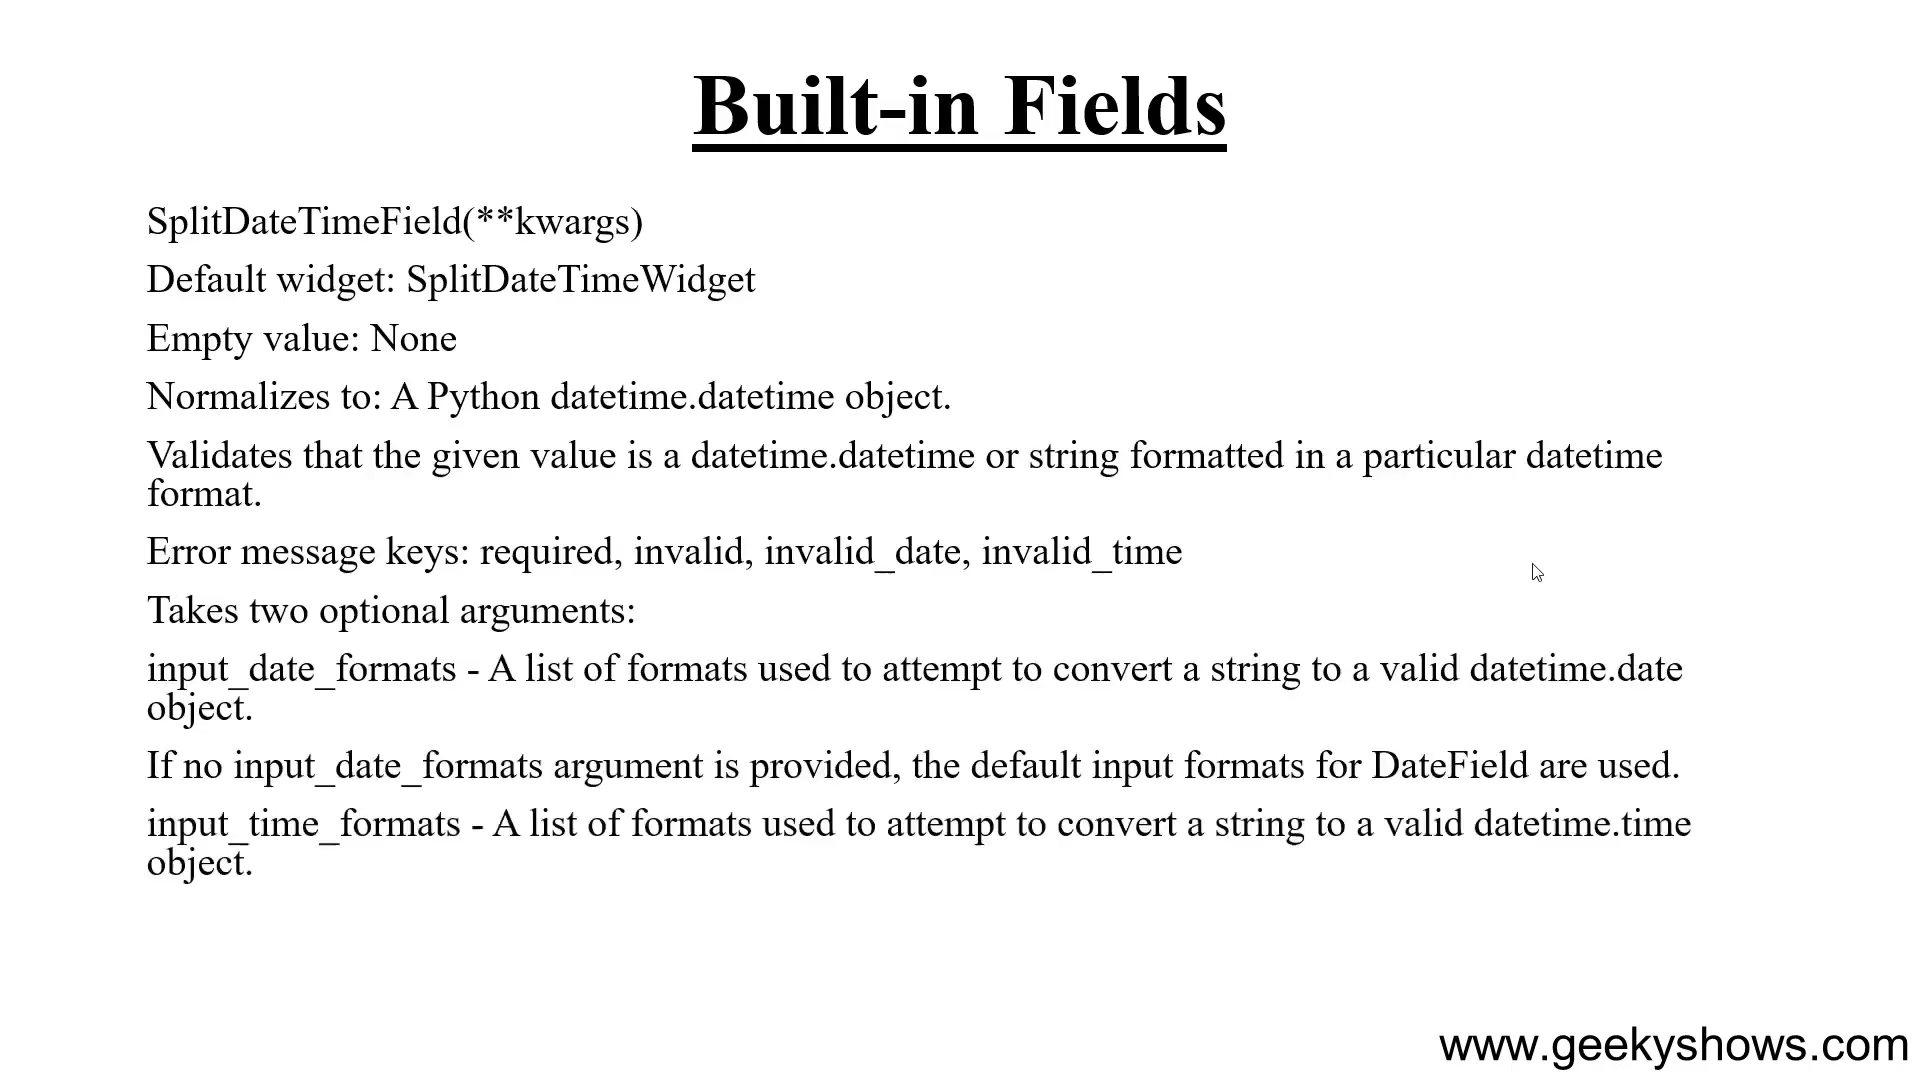 Built-in Fields
SplitDateTimeField(**kwargs)
Default widget: SplitDateTimeWidget
Empty value: None
Normalizes to: A Python datetime.datetime object.
Validates that the given value is a datetime.datetime or string formatted in a particular datetime
format.
Error message keys: required, invalid, invalid_date, invalid_time
Takes two optional arguments:
input_date_formats - A list of formats used to attempt to convert a string to a valid datetime.date
object.
If no input_date_formats argument is provided, the default input formats for DateField are used.
input_time_formats - A list of formats used to attempt to convert a string to a valid datetime.time
object.
www.geekyshows.com